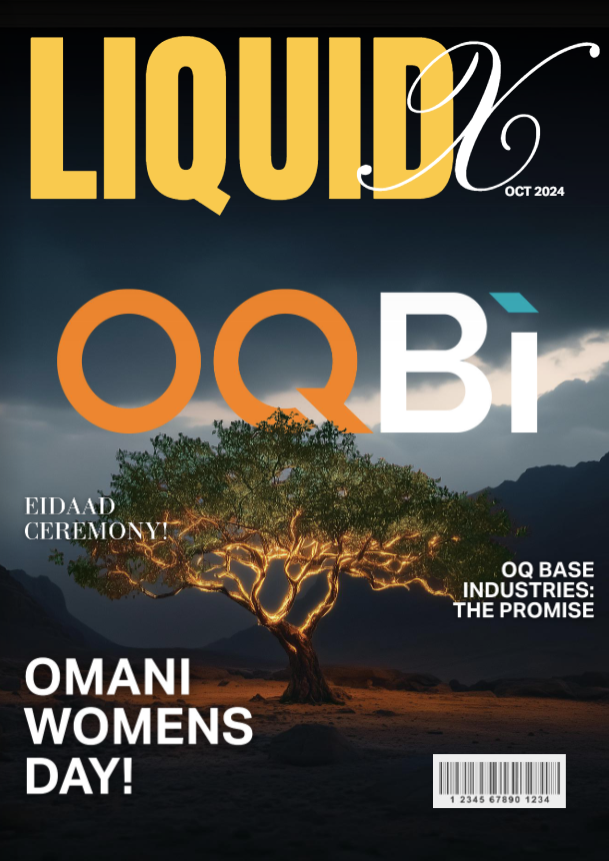 LIQUID X
OCT 2024
OQBi
EIDAAD
CEREMONY!
OQ BASE
INDUSTRIES:
THE PROMISE
OMANI
WOMENS
DAY!
1 2345 67890 1234